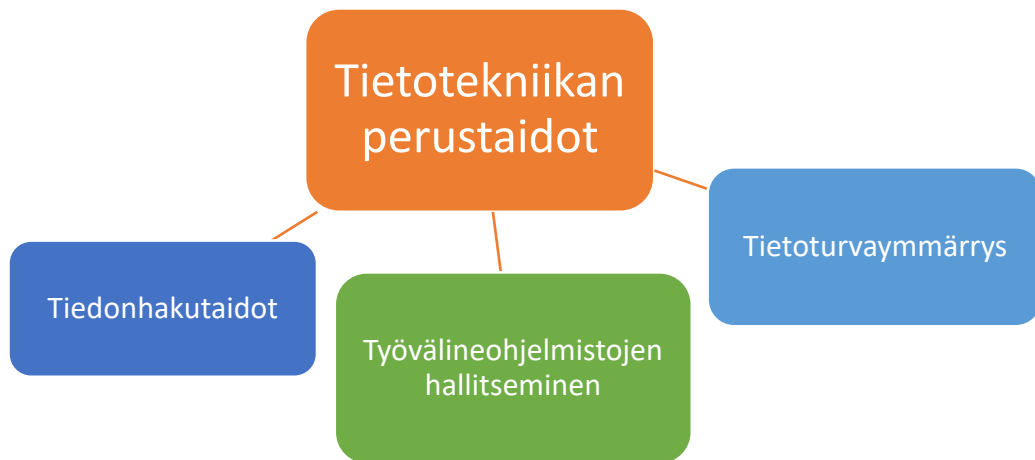 Tietotekniikan
perustaidot
Tietoturvaymmärrys
Tiedonhakutaidot
Työvälineohjelmistojen
hallitseminen